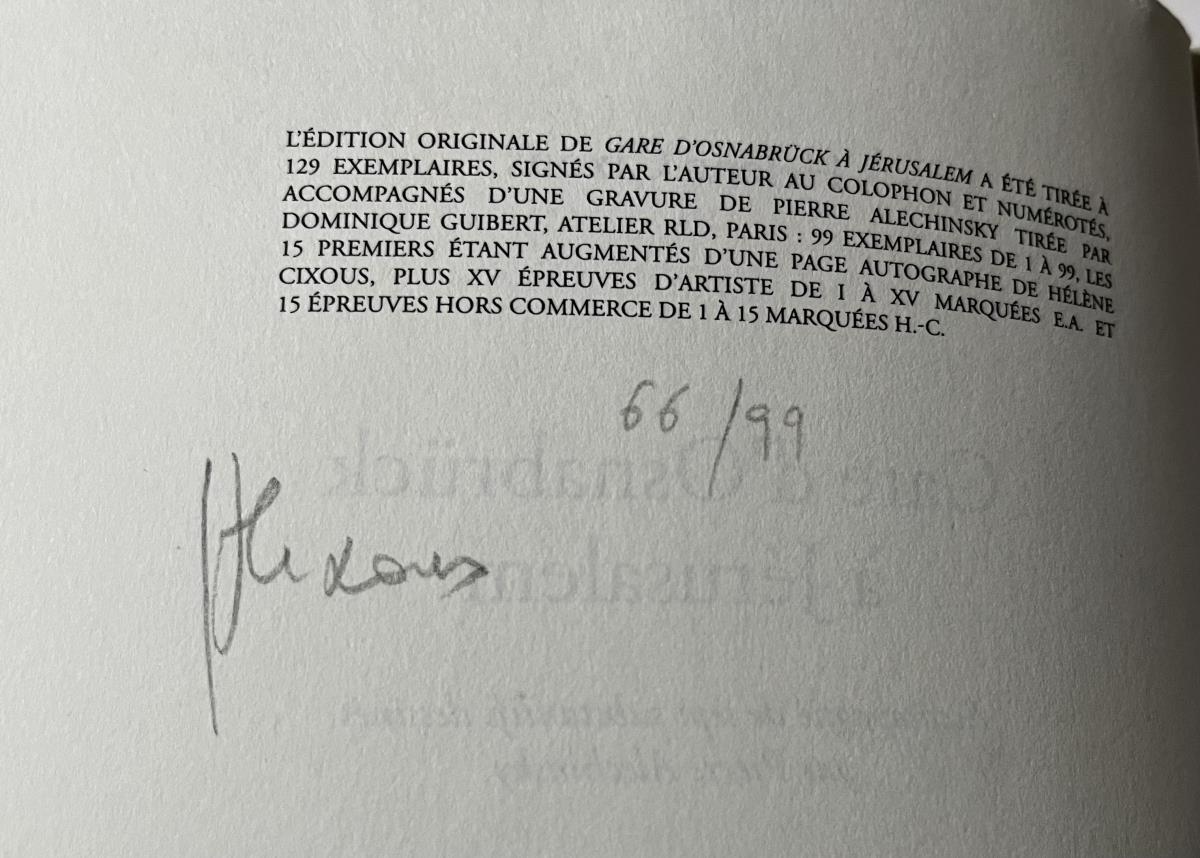 L'ÉDITION ORIGINALE DE GARE D'OSNABRÜCK À JÉRUSALEM A ÉTÉ TIRÉE À
129 EXEMPLAIRES, SIGNÉS PAR L'AUTEUR AU COLOPHON ET NUMÉROTÉS,
ACCOMPAGNÉS D'UNE GRAVURE DE PIERRE ALECHINSKY TIRÉE PAR
DOMINIQUE GUIBERT, ATELIER RLD, PARIS : 99 EXEMPLAIRES DE 1 À 99, LES
15 PREMIERS ÉTANT AUGMENTÉS D'UNE PAGE AUTOGRAPHE DE HÉLÈNE
CIXOUS, PLUS XV ÉPREUVES D'ARTISTE DE I À XV MARQUÉES E.A. ET
15 ÉPREUVES HORS COMMERCE DE 1 À 15 MARQUÉES H.-C.
66/99
Gare d'Osnabrück
à Jérusalem